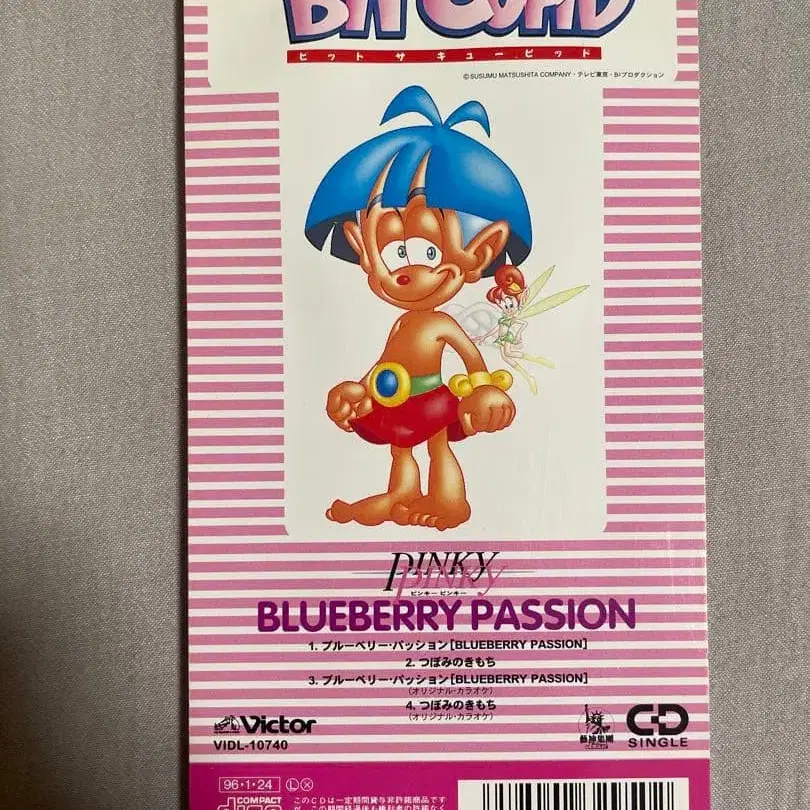 BIT CUPID
ビット ザ キューピッド
©SUSUMU MATSUSHITA COMPANY・テレビ東京・B!プロダクション
PINKY
PINKY
ピンキー ピンキー
BLUEBERRY PASSION
1. ブルーベリー・パッション[BLUEBERRY PASSION]
2. つぼみのきもち
3. ブルーベリー・パッション[BLUEBERRY PASSION]
(オリジナル・カラオケ)
4. つぼみのきもち
(オリジナル・カラオケ)
Victor
VIDL-10740
藝神集團
CD
SINGLE
96・1・24 Ⓛ ⓧ
COMPACT
disc
このCDは一定期間貸与非許諾商品です